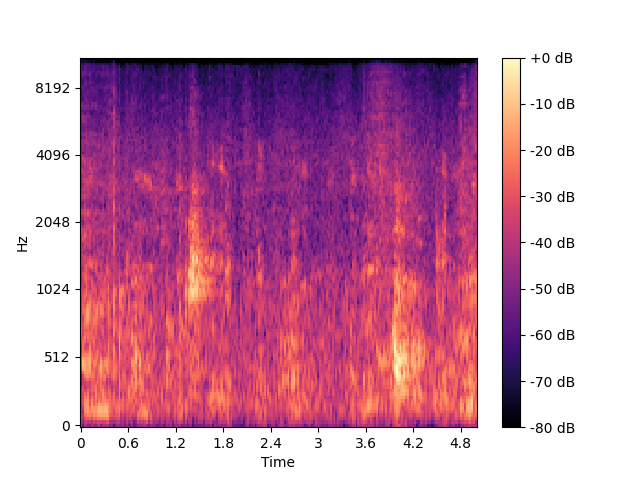 8192
4096
2048
1024
512
0
Hz
0 0.6 1.2 1.8 2.4 3 3.6 4.2 4.8
Time
+0 dB
-10 dB
-20 dB
-30 dB
-40 dB
-50 dB
-60 dB
-70 dB
-80 dB